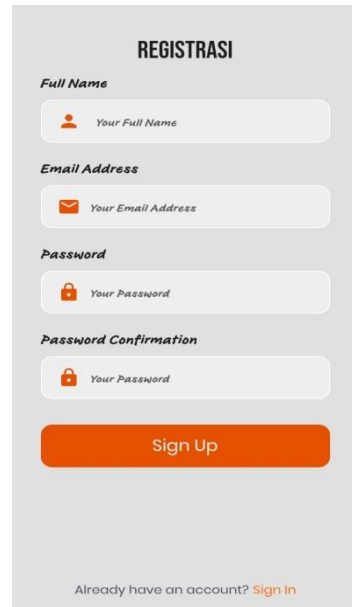 REGISTRASI
Full Name
Your Full Name
Email Address
Your Email Address
Password
Your Password
Password Confirmation
Your Password
Sign Up
Already have an account? Sign In